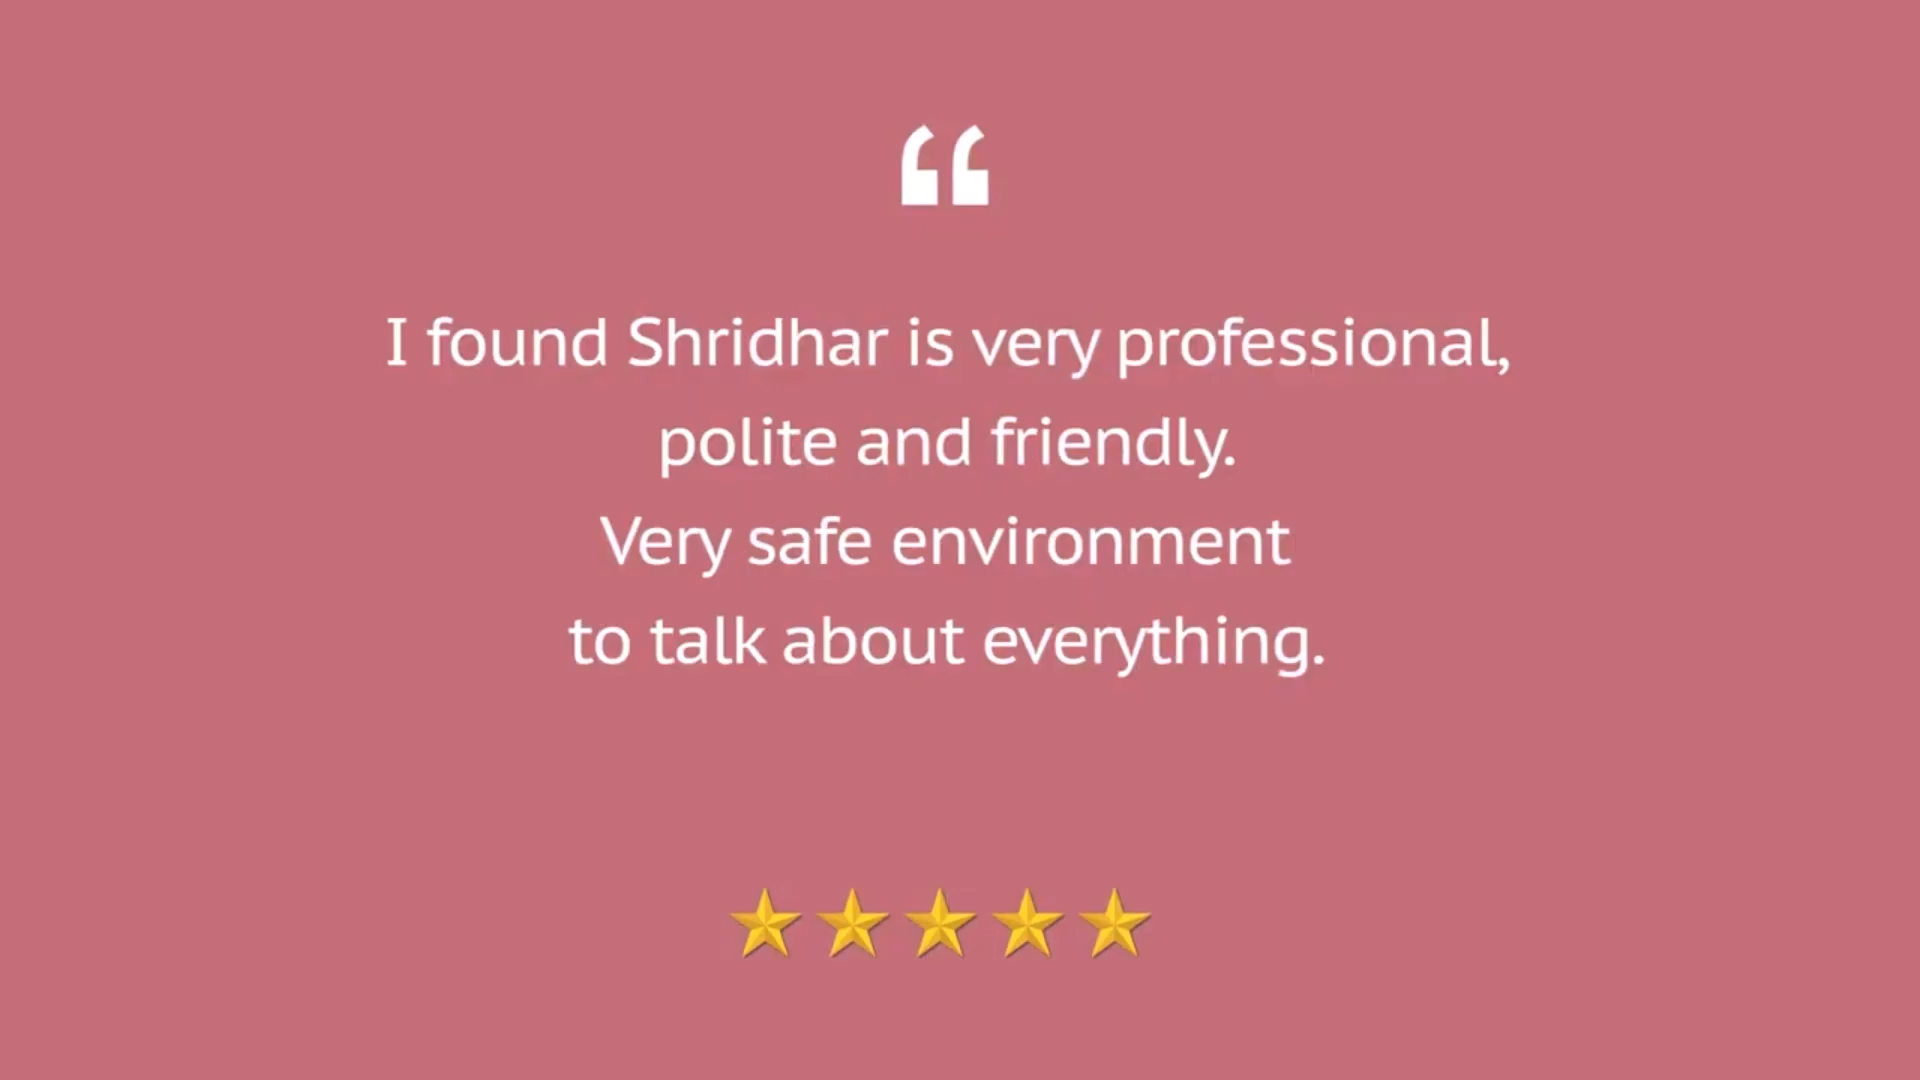 “
I found Shridhar is very professional,
polite and friendly.
Very safe environment
to talk about everything.